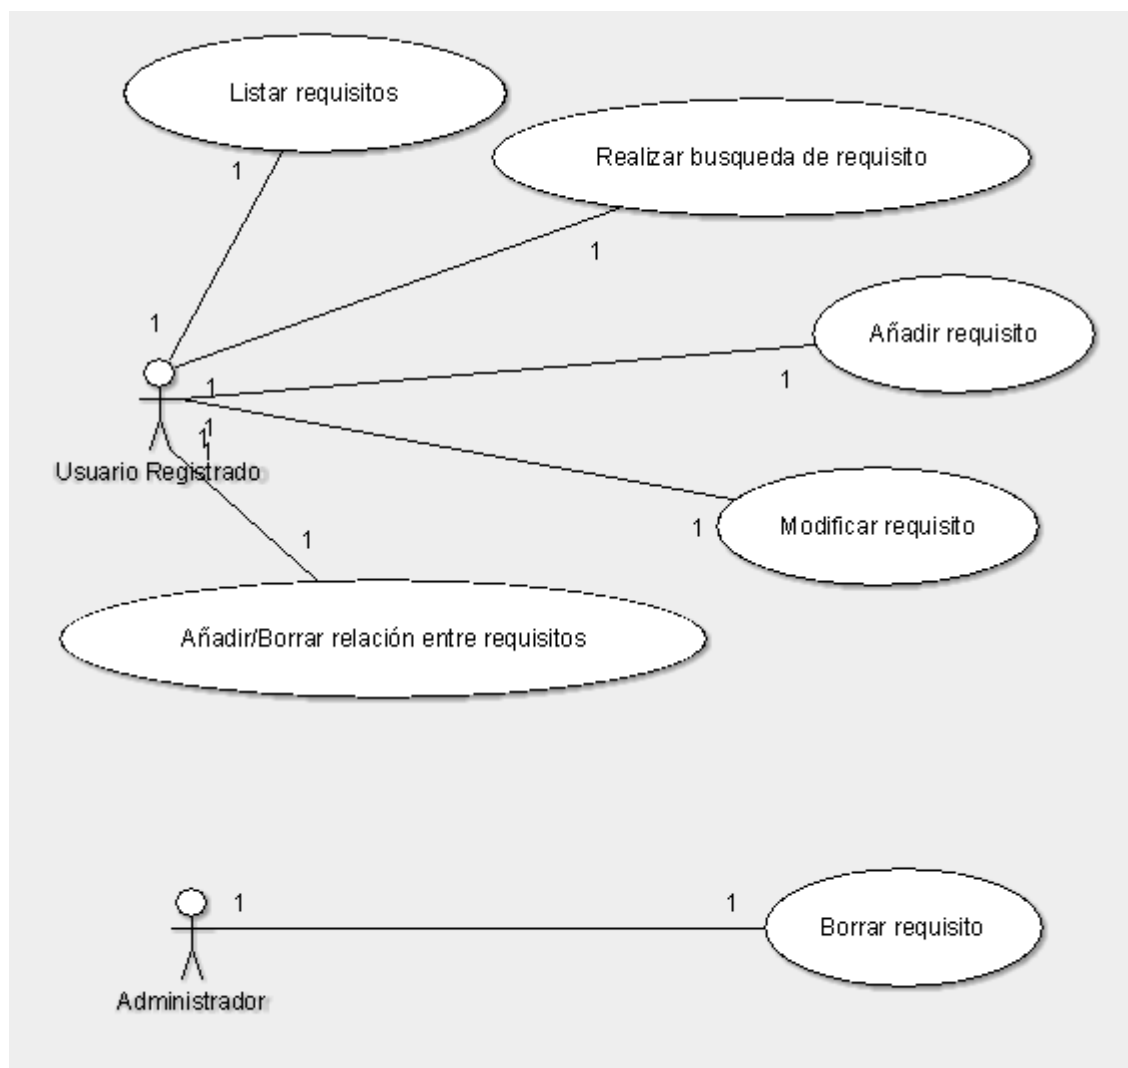 Listar requisitos
1
Realizar busqueda de requisito
1
1
Añadir requisito
1
1
1
1
1
Usuario Registrado
Modificar requisito
1
1
Añadir/Borrar relación entre requisitos
1
1
Borrar requisito
Administrador